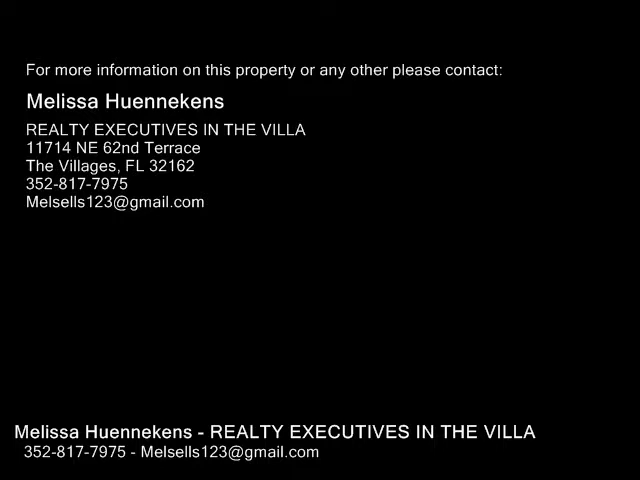 For more information on this property or any other please contact:
Melissa Huennekens
REALTY EXECUTIVES IN THE VILLA
11714 NE 62nd Terrace
The Villages, FL 32162
352-817-7975
Melsells123@gmail.com
Melissa Huennekens - REALTY EXECUTIVES IN THE VILLA
352-817-7975 - Melsells123@gmail.com